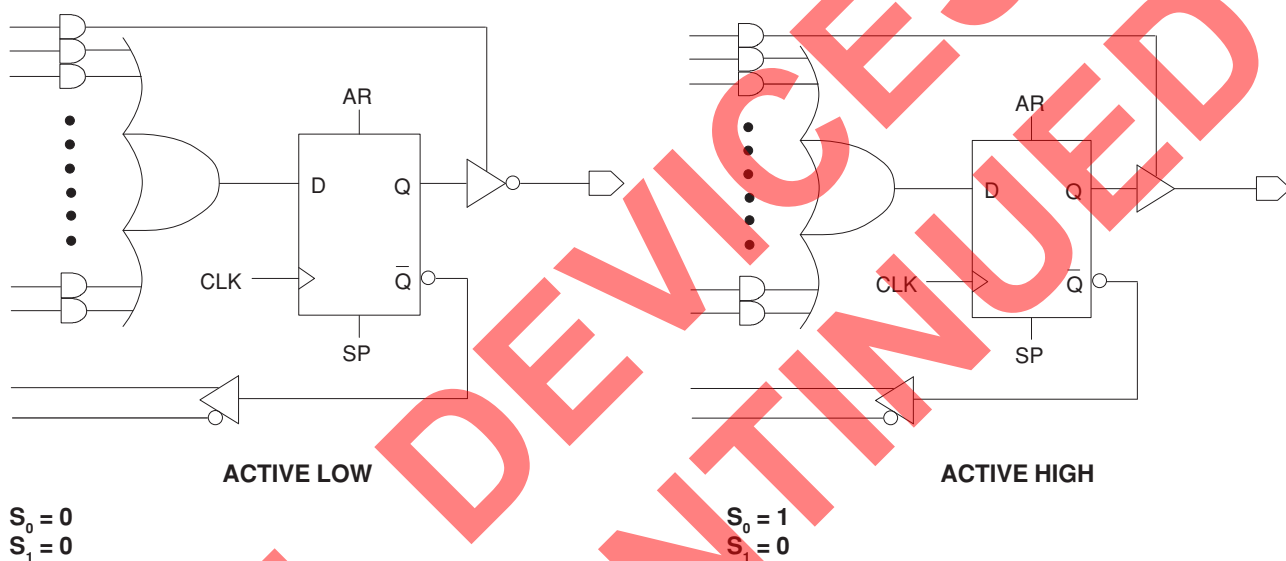 AR
D
Q
CLK
Q̅
SP
ACTIVE LOW
S₀ = 0
S₁ = 0
AR
D
Q
CLK
Q̅
SP
ACTIVE HIGH
S₀ = 1
S₁ = 0
DEVICES
TINUED